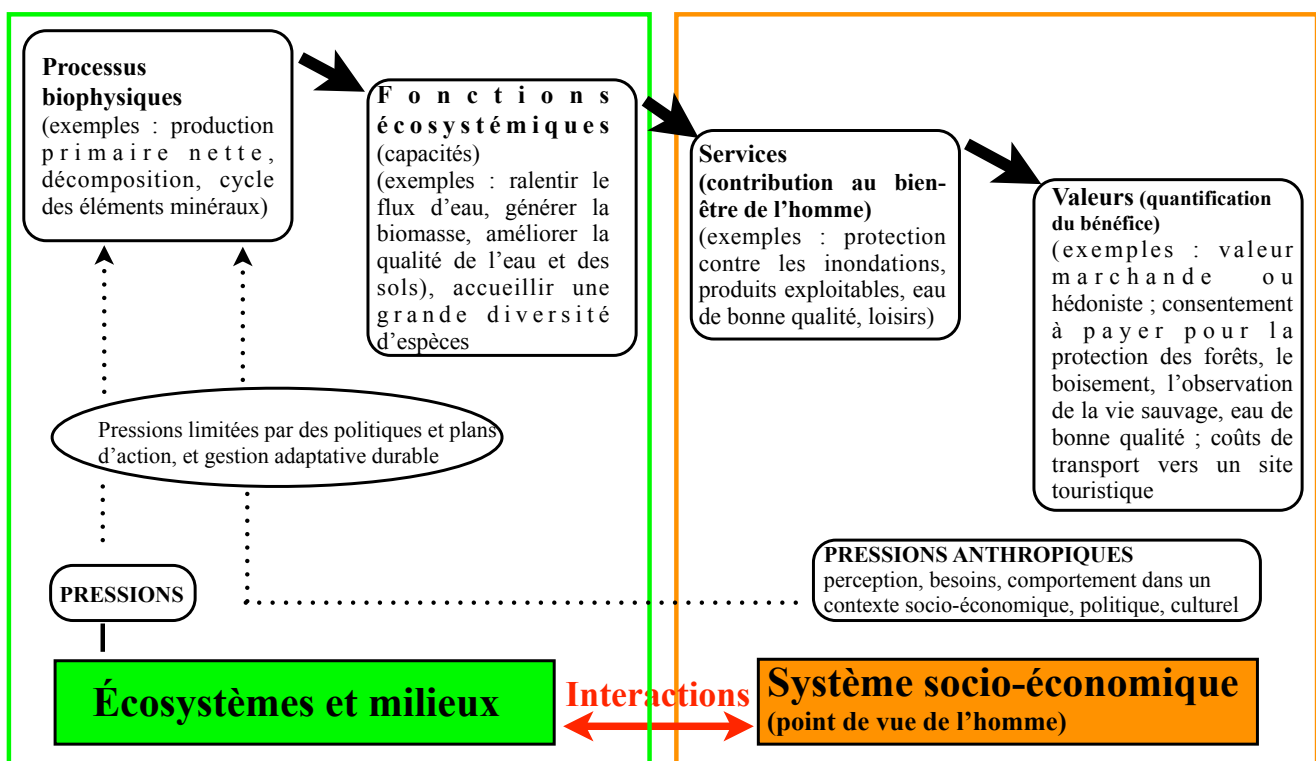 Processus
biophysiques
(exemples : production
primaire nette,
décomposition, cycle
des éléments minéraux)
Fonctions
écosystémiques
(capacités)
(exemples : ralentir le
flux d'eau, générer la
biomasse, améliorer la
qualité de l'eau et des
sols), accueillir une
grande diversité
d'espèces
Services
(contribution au bien-
être de l'homme)
(exemples : protection
contre les inondations,
produits exploitables, eau
de bonne qualité, loisirs)
Valeurs (quantification
du bénéfice)
(exemples : valeur
marchande ou
hédoniste ; consentement
à payer pour la
protection des forêts, le
boisement, l'observation
de la vie sauvage, eau de
bonne qualité ; coûts de
transport vers un site
touristique
Pressions limitées par des politiques et plans
d'action, et gestion adaptative durable
PRESSIONS
PRESSIONS ANTHROPIQUES
perception, besoins, comportement dans un
contexte socio-économique, politique, culturel
Écosystèmes et milieux
Interactions
Système socio-économique
(point de vue de l'homme)